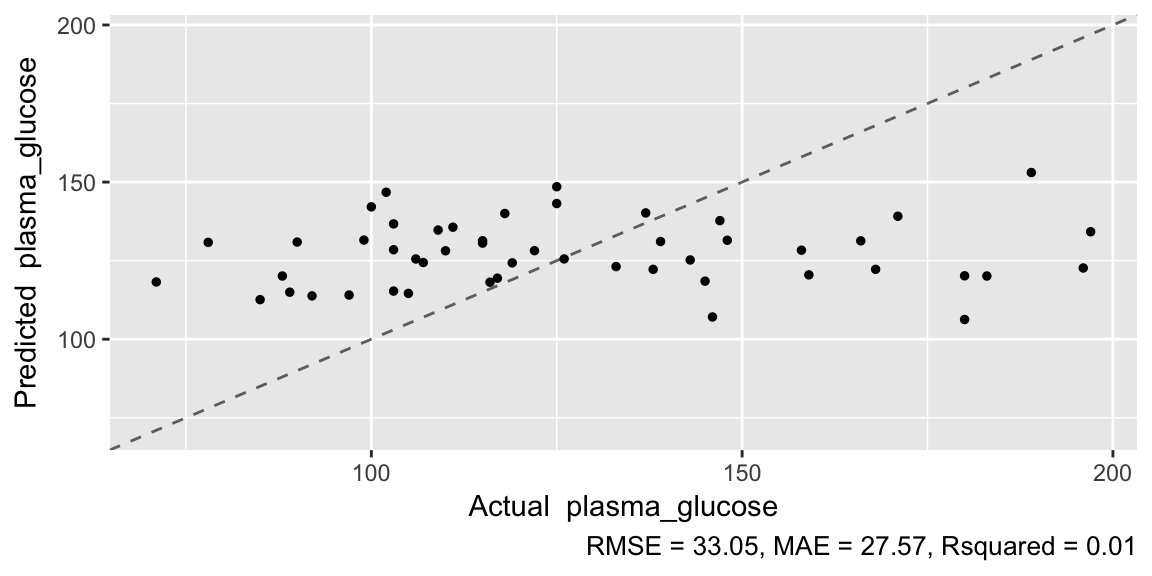 200
150
100
Predicted plasma_glucose
100 150 200
Actual plasma_glucose
RMSE = 33.05, MAE = 27.57, Rsquared = 0.01